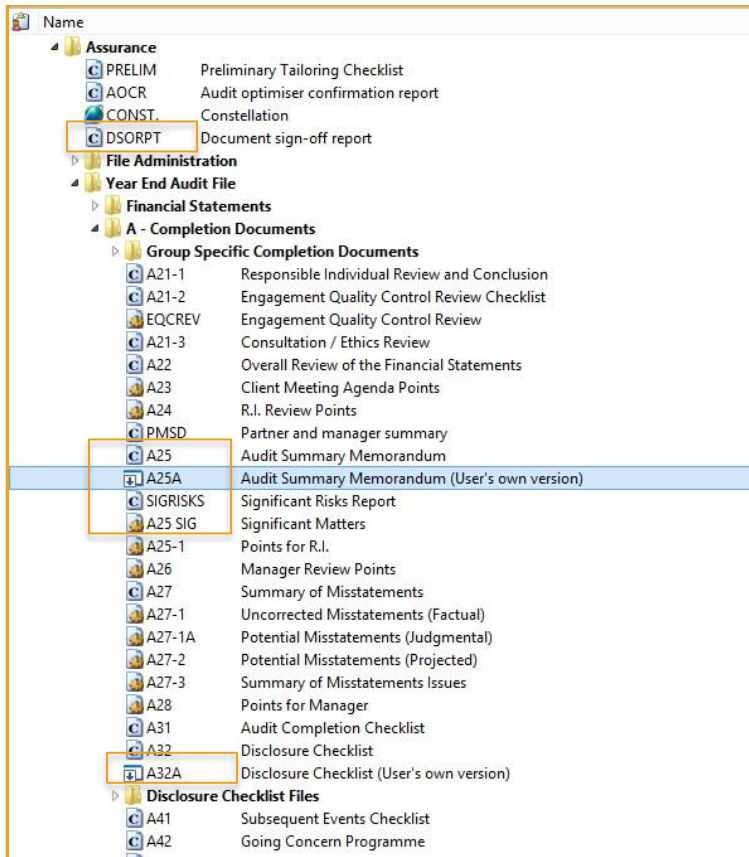 Name
Assurance
PRELIM Preliminary Tailoring Checklist
AOCR Audit optimiser confirmation report
CONST. Constellation
DSORPT Document sign-off report
File Administration
Year End Audit File
Financial Statements
A - Completion Documents
Group Specific Completion Documents
A21-1 Responsible Individual Review and Conclusion
A21-2 Engagement Quality Control Review Checklist
EQCREV Engagement Quality Control Review
A21-3 Consultation / Ethics Review
A22 Overall Review of the Financial Statements
A23 Client Meeting Agenda Points
A24 R.I. Review Points
PMSD Partner and manager summary
A25 Audit Summary Memorandum
A25A Audit Summary Memorandum (User's own version)
SIGRISKS Significant Risks Report
A25 SIG Significant Matters
A25-1 Points for R.I.
A26 Manager Review Points
A27 Summary of Misstatements
A27-1 Uncorrected Misstatements (Factual)
A27-1A Potential Misstatements (Judgmental)
A27-2 Potential Misstatements (Projected)
A27-3 Summary of Misstatements Issues
A28 Points for Manager
A31 Audit Completion Checklist
A32 Disclosure Checklist
A32A Disclosure Checklist (User's own version)
Disclosure Checklist Files
A41 Subsequent Events Checklist
A42 Going Concern Programme